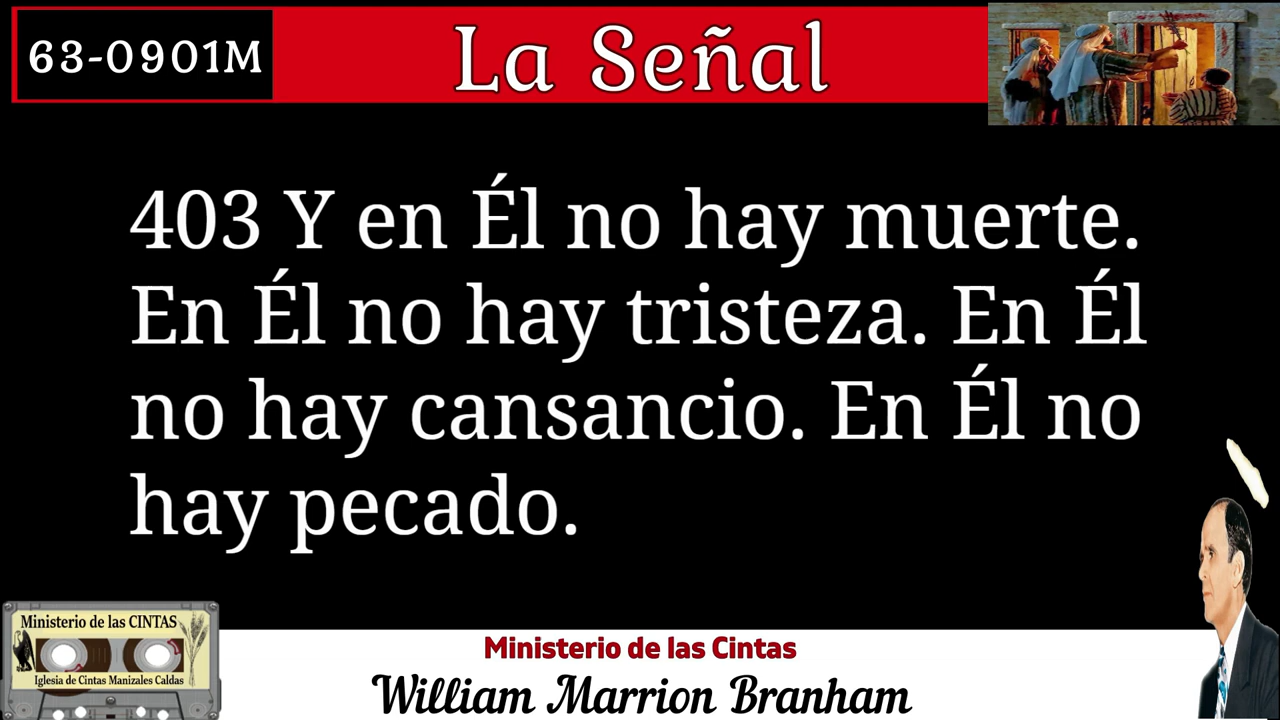 63-0901M
La Señal
403 Y en Él no hay muerte.
En Él no hay tristeza. En Él
no hay cansancio. En Él no
hay pecado.
Ministerio de las CINTAS
Iglesia de Cintas Manizales Caldas
Ministerio de las Cintas
William Marrion Branham